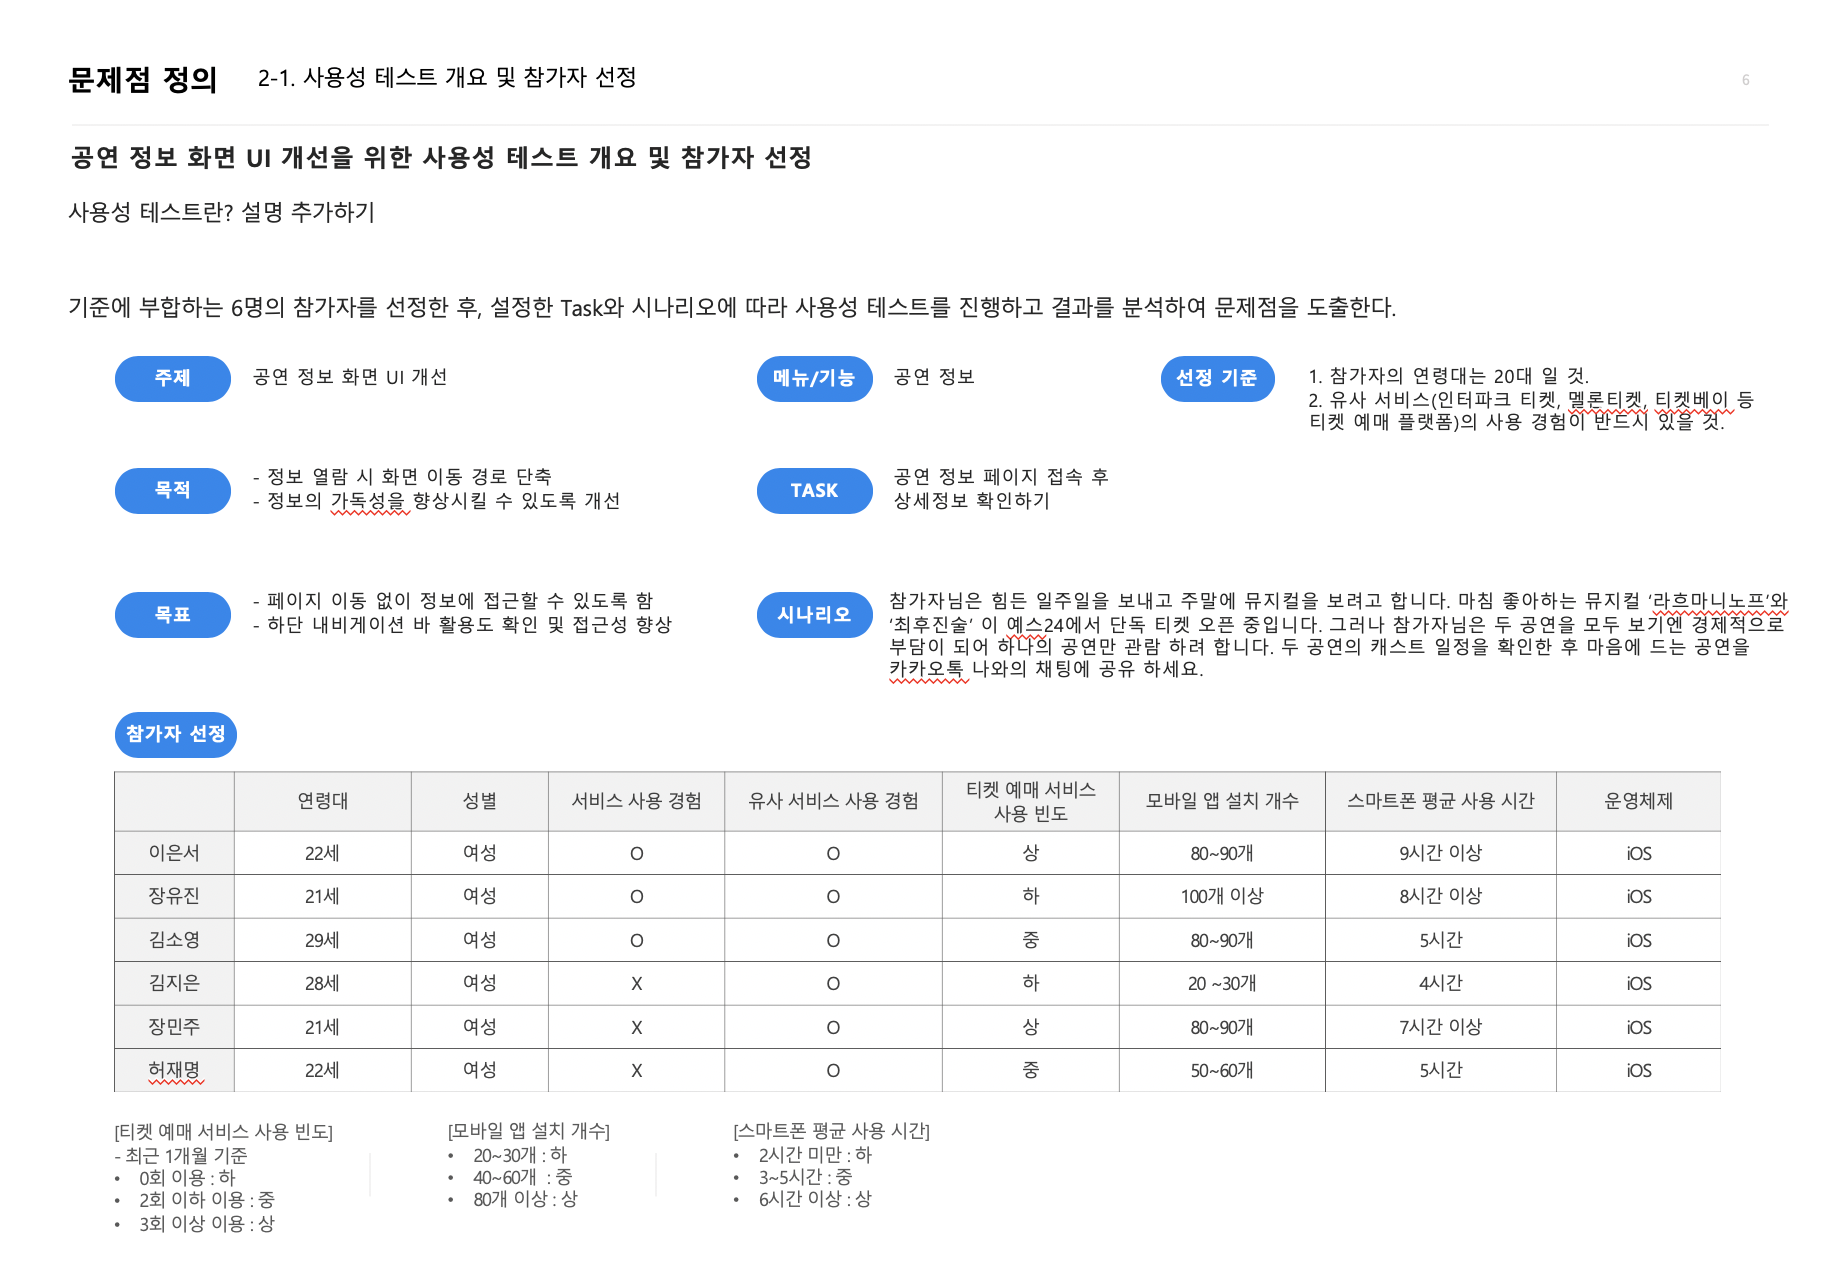 문제점 정의 2-1. 사용성 테스트 개요 및 참가자 선정 6
공연 정보 화면 UI 개선을 위한 사용성 테스트 개요 및 참가자 선정
사용성 테스트란? 설명 추가하기
기준에 부합하는 6명의 참가자를 선정한 후, 설정한 Task와 시나리오에 따라 사용성 테스트를 진행하고 결과를 분석하여 문제점을 도출한다.
주제 공연 정보 화면 UI 개선
메뉴/기능 공연 정보
선정 기준
1. 참가자의 연령대는 20대 일 것.
2. 유사 서비스(인터파크 티켓, 멜론티켓, 티켓베이 등
티켓 예매 플랫폼)의 사용 경험이 반드시 있을 것.
목적
- 정보 열람 시 화면 이동 경로 단축
- 정보의 가독성을 향상시킬 수 있도록 개선
TASK
공연 정보 페이지 접속 후
상세정보 확인하기
목표
- 페이지 이동 없이 정보에 접근할 수 있도록 함
- 하단 내비게이션 바 활용도 확인 및 접근성 향상
시나리오
참가자님은 힘든 일주일을 보내고 주말에 뮤지컬을 보려고 합니다. 마침 좋아하는 뮤지컬 ‘라흐마니노프’와
‘최후진술’ 이 예스24에서 단독 티켓 오픈 중입니다. 그러나 참가자님은 두 공연을 모두 보기엔 경제적으로
부담이 되어 하나의 공연만 관람 하려 합니다. 두 공연의 캐스트 일정을 확인한 후 마음에 드는 공연을
카카오톡 나와의 채팅에 공유 하세요.
참가자 선정
연령대 성별 서비스 사용 경험 유사 서비스 사용 경험 티켓 예매 서비스 사용 빈도 모바일 앱 설치 개수 스마트폰 평균 사용 시간 운영체제
이은서 22세 여성 O O 상 80~90개 9시간 이상 iOS
장유진 21세 여성 O O 하 100개 이상 8시간 이상 iOS
김소영 29세 여성 O O 중 80~90개 5시간 iOS
김지은 28세 여성 X O 하 20 ~30개 4시간 iOS
장민주 21세 여성 X O 상 80~90개 7시간 이상 iOS
허재명 22세 여성 X O 중 50~60개 5시간 iOS
[티켓 예매 서비스 사용 빈도]
- 최근 1개월 기준
• 0회 이용 : 하
• 2회 이하 이용 : 중
• 3회 이상 이용 : 상
[모바일 앱 설치 개수]
• 20~30개 : 하
• 40~60개 : 중
• 80개 이상 : 상
[스마트폰 평균 사용 시간]
• 2시간 미만 : 하
• 3~5시간 : 중
• 6시간 이상 : 상